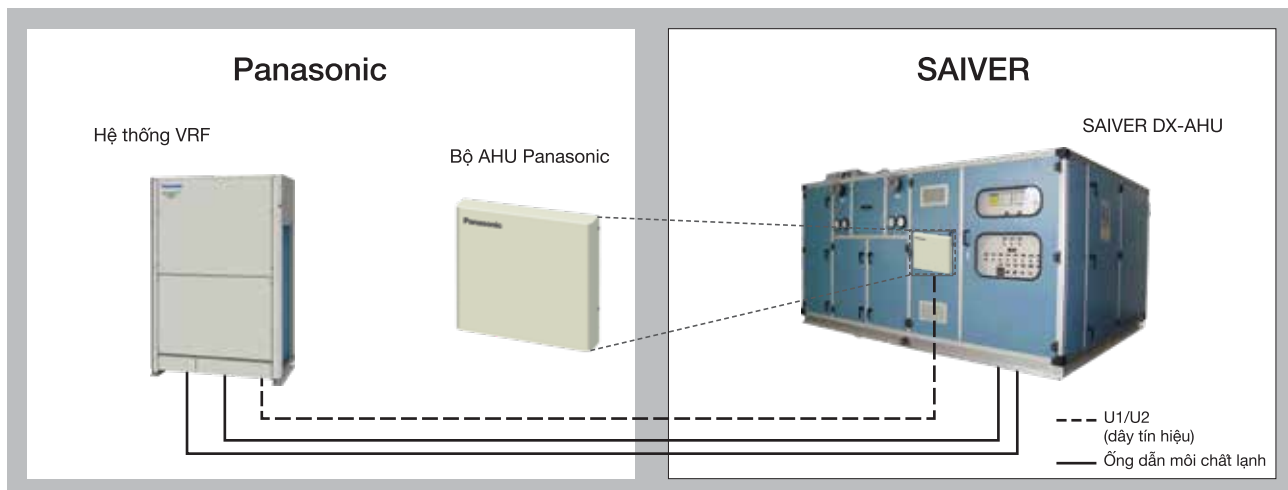 Panasonic
Hệ thống VRF
Bộ AHU Panasonic
Panasonic
Panasonic
SAIVER
SAIVER DX-AHU
U1/U2
(dây tín hiệu)
Ống dẫn môi chất lạnh